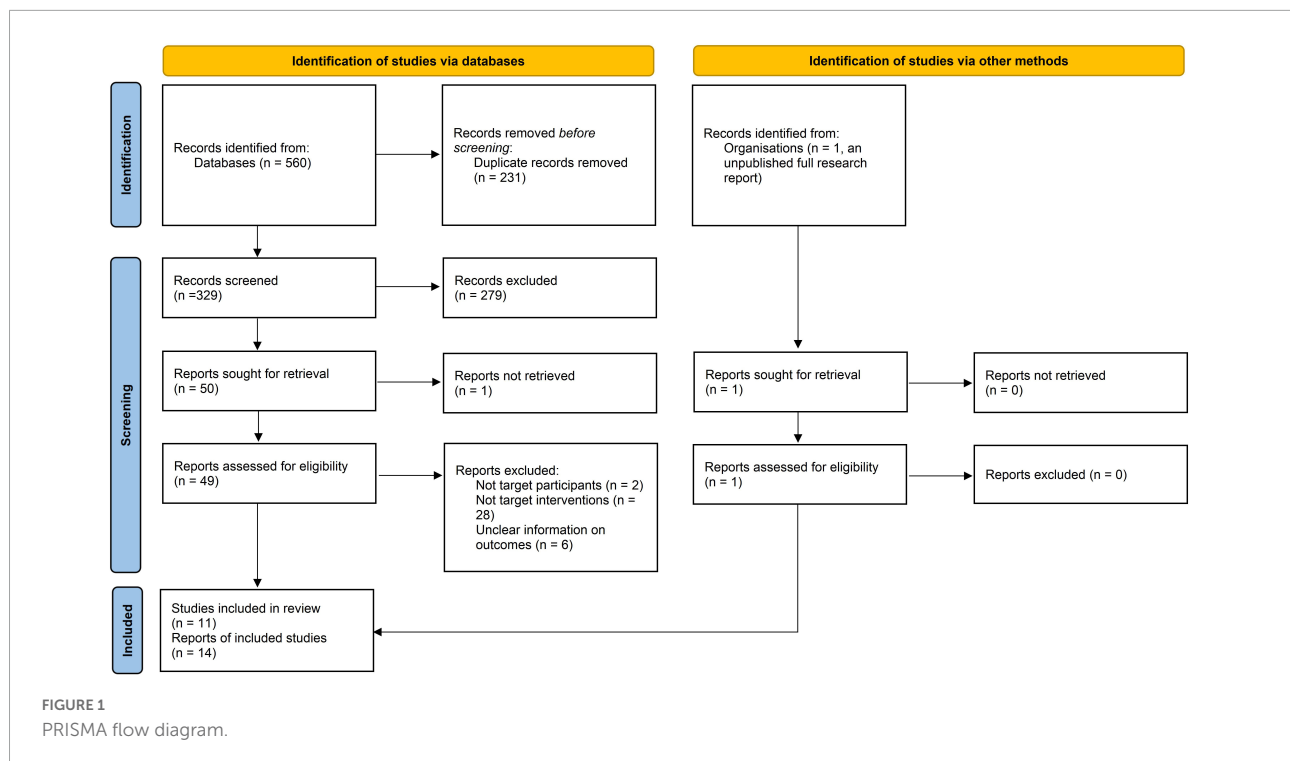 Identification of studies via databases
Identification of studies via other methods
Identification
Records identified from:
Databases (n = 560)
Records removed before
screening:
Duplicate records removed
(n = 231)
Records identified from:
Organisations (n = 1, an
unpublished full research
report)
Screening
Records screened
(n =329)
Records excluded
(n = 279)
Reports sought for retrieval
(n = 50)
Reports not retrieved
(n = 1)
Reports sought for retrieval
(n = 1)
Reports not retrieved
(n = 0)
Reports assessed for eligibility
(n = 49)
Reports excluded:
Not target participants (n = 2)
Not target interventions (n =
28)
Unclear information on
outcomes (n = 6)
Reports assessed for eligibility
(n = 1)
Reports excluded (n = 0)
Included
Studies included in review
(n = 11)
Reports of included studies
(n = 14)
FIGURE 1
PRISMA flow diagram.